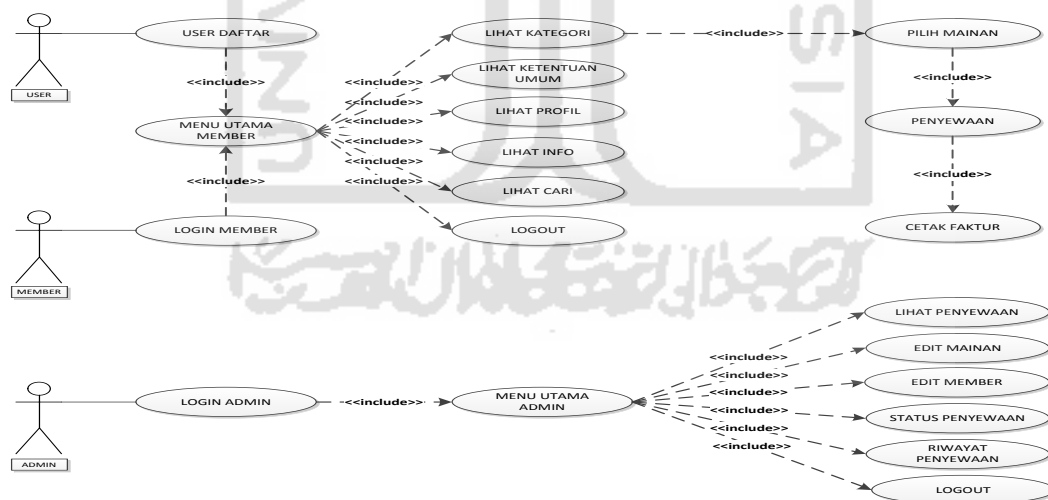 USER DAFTAR
<<include>>
USER
MENU UTAMA
MEMBER
<<include>>
LOGIN MEMBER
MEMBER
LIHAT KATEGORI
<<include>>
LIHAT KETENTUAN
UMUM
<<include>>
LIHAT PROFIL
<<include>>
LIHAT INFO
<<include>>
LIHAT CARI
<<include>>
LOGOUT
<<include>>
<<include>>
PILIH MAINAN
<<include>>
PENYEWAAN
<<include>>
CETAK FAKTUR
LOGIN ADMIN
ADMIN
<<include>>
MENU UTAMA
ADMIN
<<include>>
<<include>>
<<include>>
<<include>>
<<include>>
<<include>>
LIHAT PENYEWAAN
EDIT MAINAN
EDIT MEMBER
STATUS PENYEWAAN
RIWAYAT
PENYEWAAN
LOGOUT